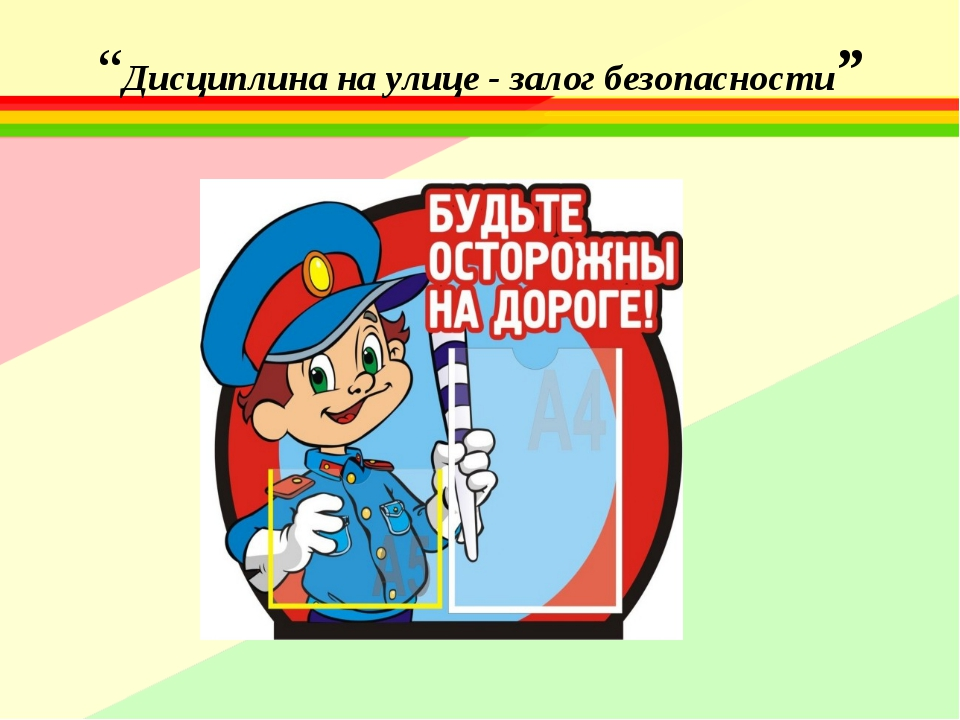 “Дисциплина на улице - залог безопасности”
БУДЬТЕ
ОСТОРОЖНЫ
НА ДОРОГЕ!
А4
А5